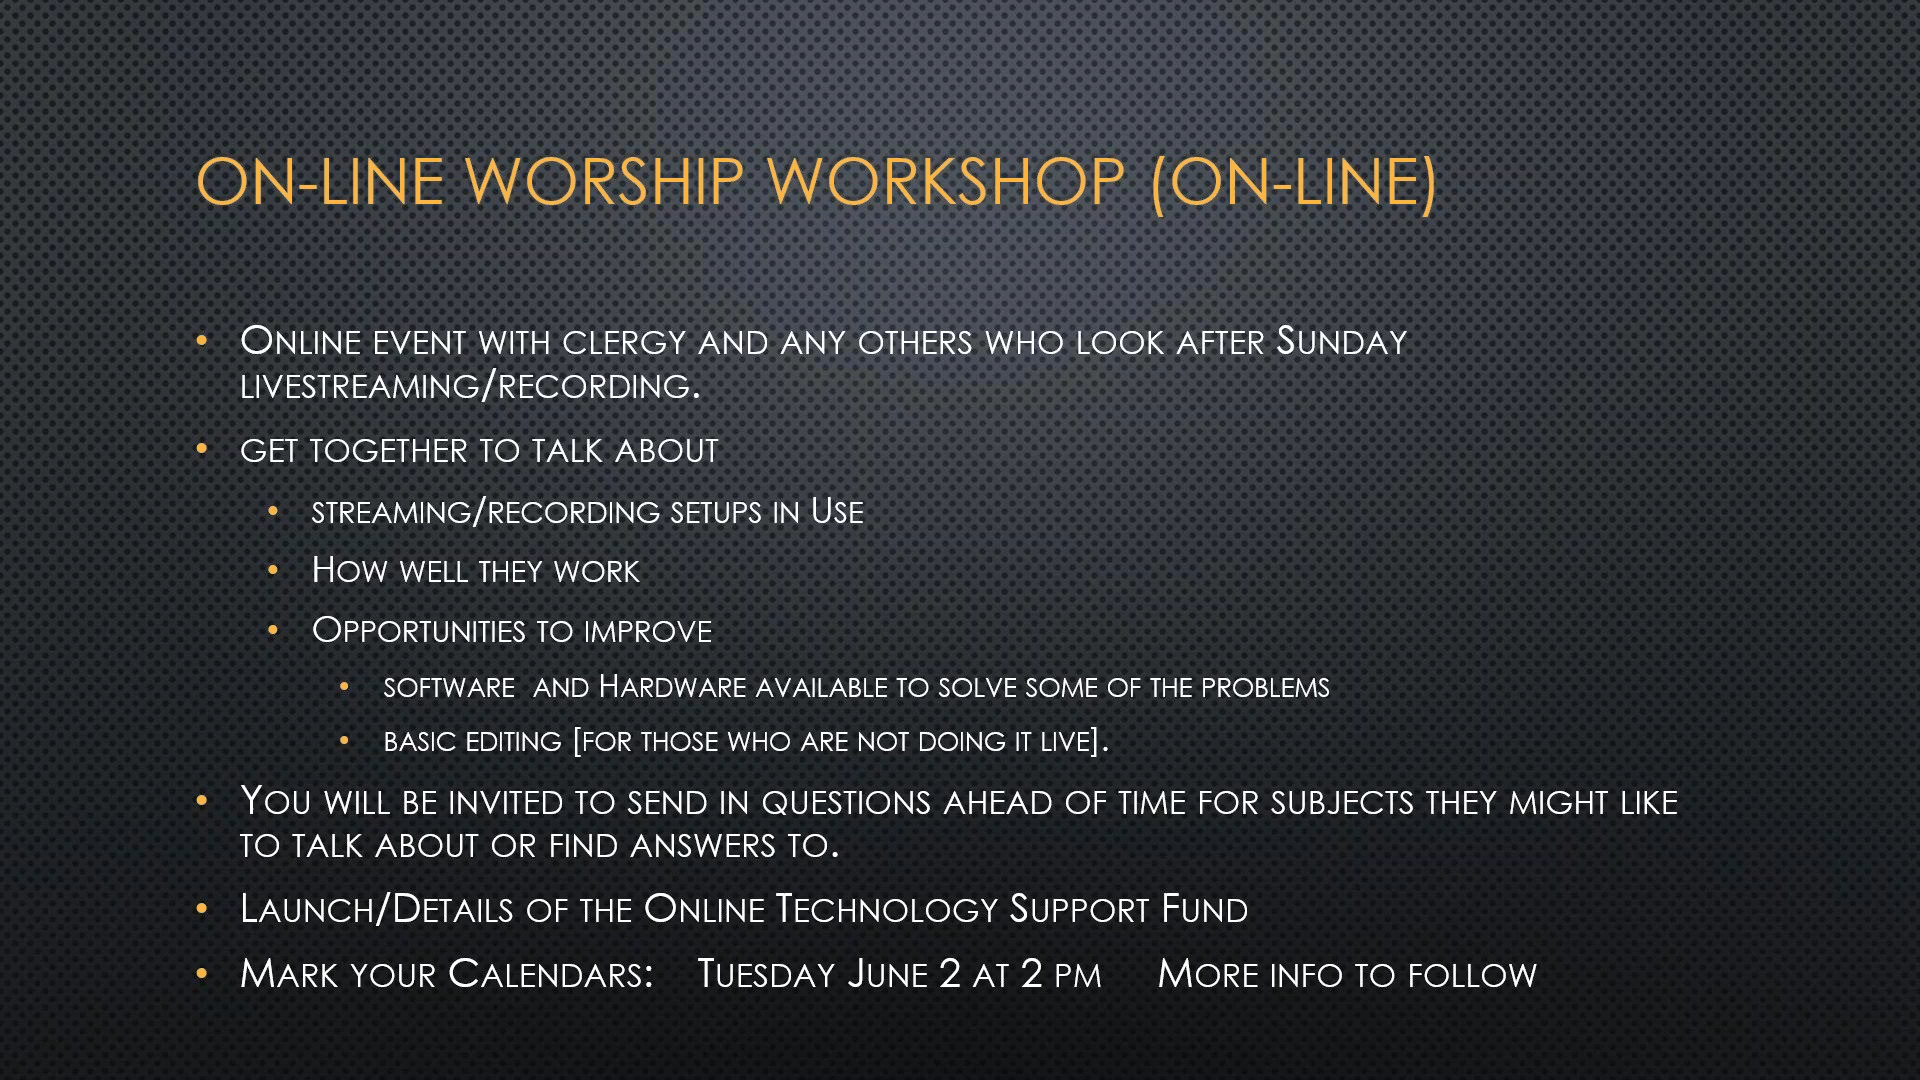 ON-LINE WORSHIP WORKSHOP (ON-LINE)
• Online event with clergy and any others who look after Sunday
livestreaming/recording.
• get together to talk about
• streaming/recording setups in Use
• How well they work
• Opportunities to improve
• software  and Hardware available to solve some of the problems
• basic editing [for those who are not doing it live].
• You will be invited to send in questions ahead of time for subjects they might like
to talk about or find answers to.
• Launch/Details of the Online Technology Support Fund
• Mark your Calendars:    Tuesday June 2 at 2 pm     More info to follow